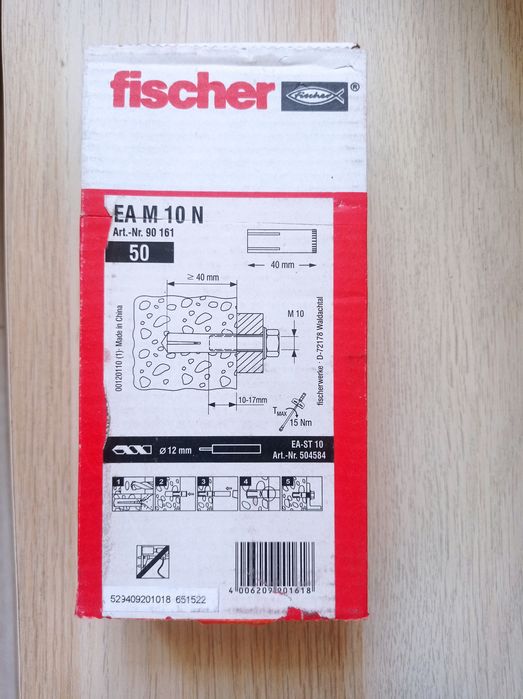 fischer
fischer ®
EA M 10 N
Art.-Nr. 90 161
50
40 mm
≥ 40 mm
M 10
10-17mm
TMAX
15 Nm
00120110 (1)· Made in China
fischerwerke · D-72178 Waldachtal
ø 12 mm
EA-ST 10
Art.-Nr. 504584
1 2 3 4 5
529409201018 651522
4 006209 901618